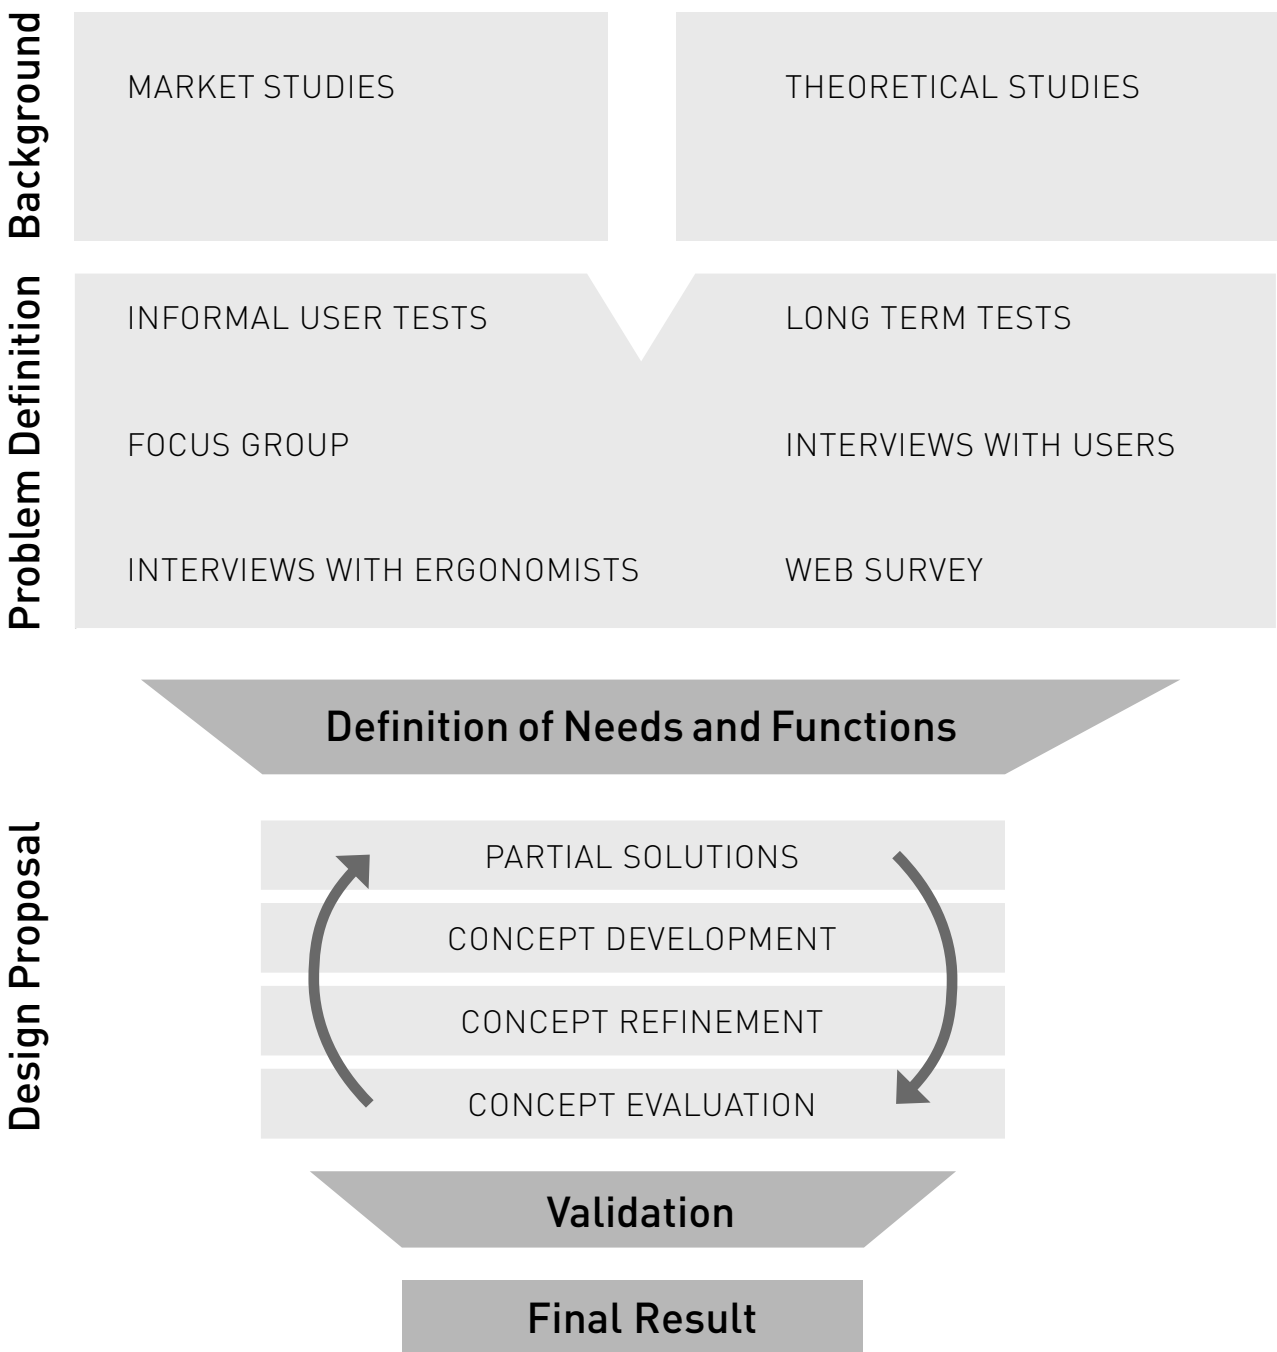 Background
MARKET STUDIES
THEORETICAL STUDIES
Problem Definition
INFORMAL USER TESTS
LONG TERM TESTS
FOCUS GROUP
INTERVIEWS WITH USERS
INTERVIEWS WITH ERGONOMISTS
WEB SURVEY
Definition of Needs and Functions
Design Proposal
PARTIAL SOLUTIONS
CONCEPT DEVELOPMENT
CONCEPT REFINEMENT
CONCEPT EVALUATION
Validation
Final Result